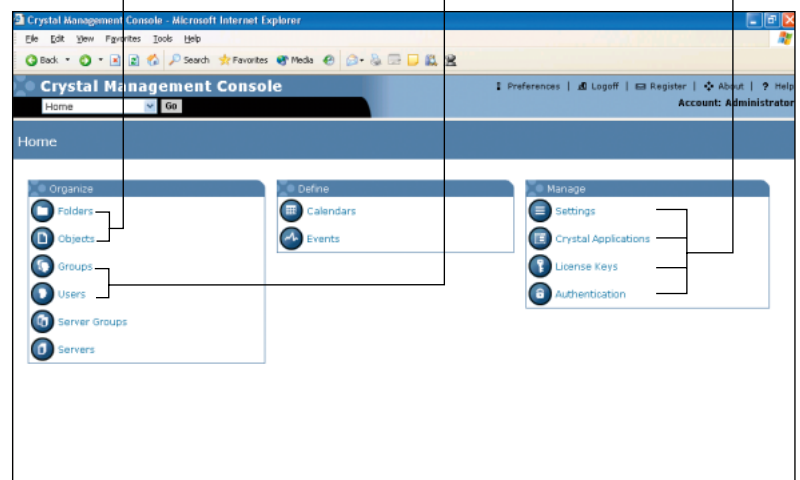 Crystal Management Console - Microsoft Internet Explorer
File Edit View Favorites Tools Help
Back Search Favorites Media
Crystal Management Console
Preferences | Logoff | Register | About | ? Help
Home Go
Account: Administrator
Home
Organize
Folders
Objects
Groups
Users
Server Groups
Servers
Define
Calendars
Events
Manage
Settings
Crystal Applications
License Keys
Authentication